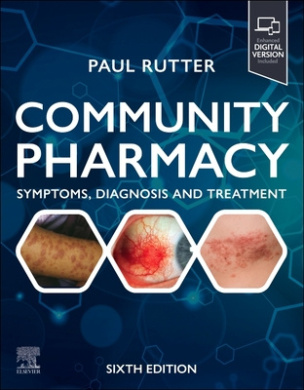 Enhanced
DIGITAL
VERSION
Included
PAUL RUTTER
COMMUNITY
PHARMACY
SYMPTOMS, DIAGNOSIS AND TREATMENT
ELSEVIER
SIXTH EDITION